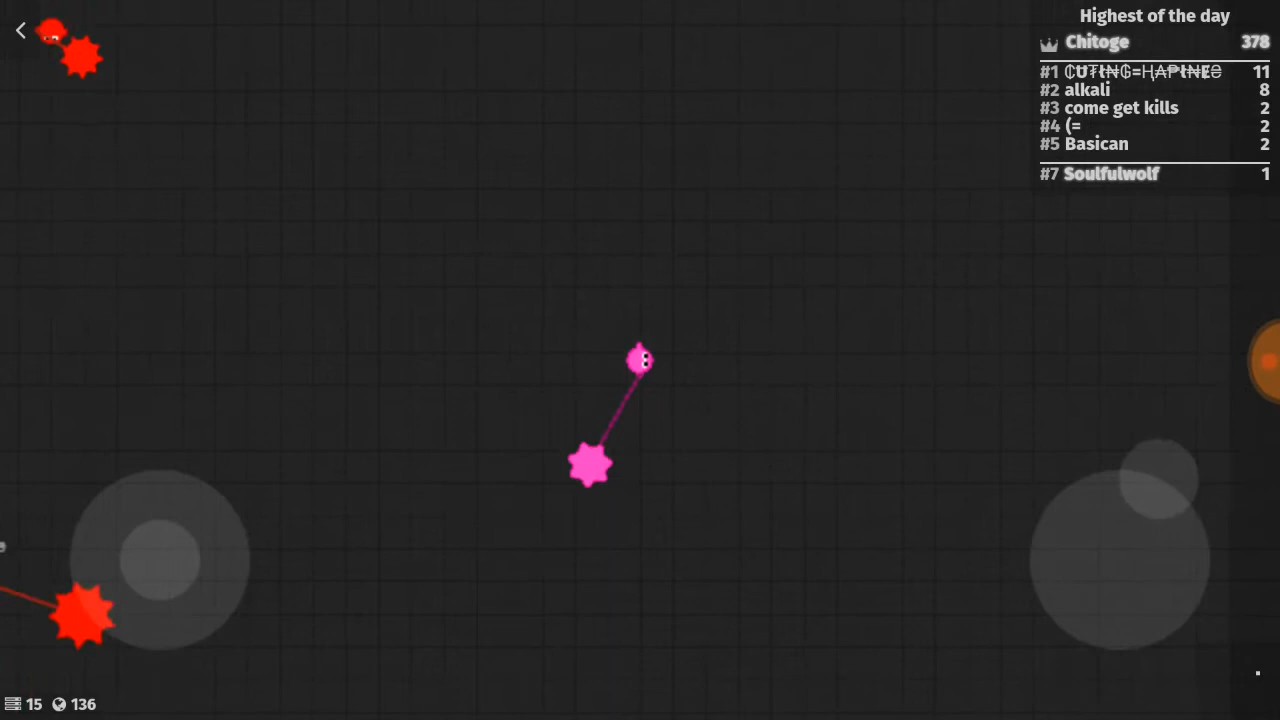 Highest of the day
Chitoge 378
#1 ₵Ʉ₮ł₦₲=Ⱨ₳₱ł₦Ɇ₴ 11
#2 alkali 8
#3 come get kills 2
#4 (= 2
#5 Basican 2
#7 Soulfulwolf 1
15 136